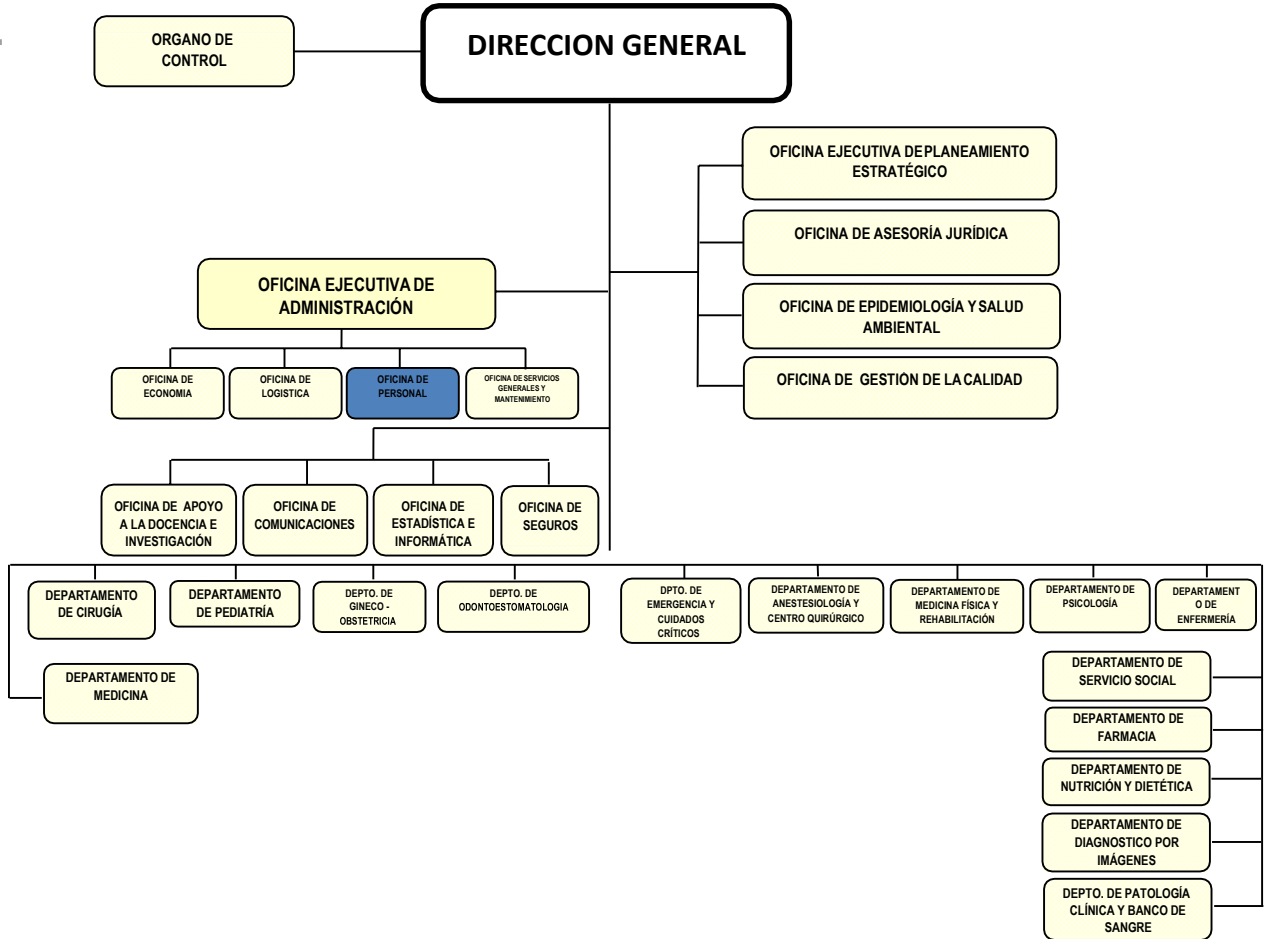 ORGANO DE
CONTROL
DIRECCION GENERAL
OFICINA EJECUTIVA DE PLANEAMIENTO
ESTRATÉGICO
OFICINA DE ASESORÍA JURÍDICA
OFICINA DE EPIDEMIOLOGÍA Y SALUD
AMBIENTAL
OFICINA DE GESTIÓN DE LA CALIDAD
OFICINA EJECUTIVA DE
ADMINISTRACIÓN
OFICINA DE
ECONOMIA
OFICINA DE
LOGISTICA
OFICINA DE
PERSONAL
OFICINA DE SERVICIOS
GENERALES Y
MANTENIMIENTO
OFICINA DE APOYO
A LA DOCENCIA E
INVESTIGACIÓN
OFICINA DE
COMUNICACIONES
OFICINA DE
ESTADÍSTICA E
INFORMÁTICA
OFICINA DE
SEGUROS
DEPARTAMENTO
DE CIRUGÍA
DEPARTAMENTO
DE PEDIATRÍA
DEPTO. DE
GINECO -
OBSTETRICIA
DEPTO. DE
ODONTOESTOMATOLOGIA
DPTO. DE
EMERGENCIA Y
CUIDADOS
CRÍTICOS
DEPARTAMENTO DE
ANESTESIOLOGÍA Y
CENTRO QUIRÚRGICO
DEPARTAMENTO DE
MEDICINA FÍSICA Y
REHABILITACIÓN
DEPARTAMENTO DE
PSICOLOGÍA
DEPARTAMENT
O DE
ENFERMERÍA
DEPARTAMENTO DE
MEDICINA
DEPARTAMENTO DE
SERVICIO SOCIAL
DEPARTAMENTO DE
FARMACIA
DEPARTAMENTO DE
NUTRICIÓN Y DIETÉTICA
DEPARTAMENTO DE
DIAGNOSTICO POR
IMÁGENES
DEPTO. DE PATOLOGÍA
CLÍNICA Y BANCO DE
SANGRE